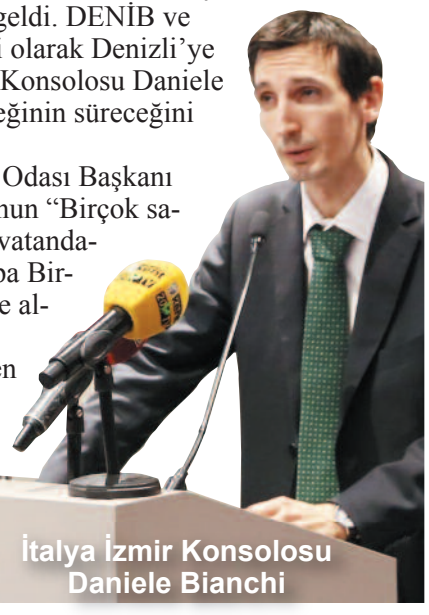 geldi. DENİB ve
i olarak Denizli’ye
Konsolosu Daniele
eğinin süreceğini
Odası Başkanı
nun “Birçok sa-
vatanda-
pa Bir-
e al-
en
İtalya İzmir Konsolosu
Daniele Bianchi